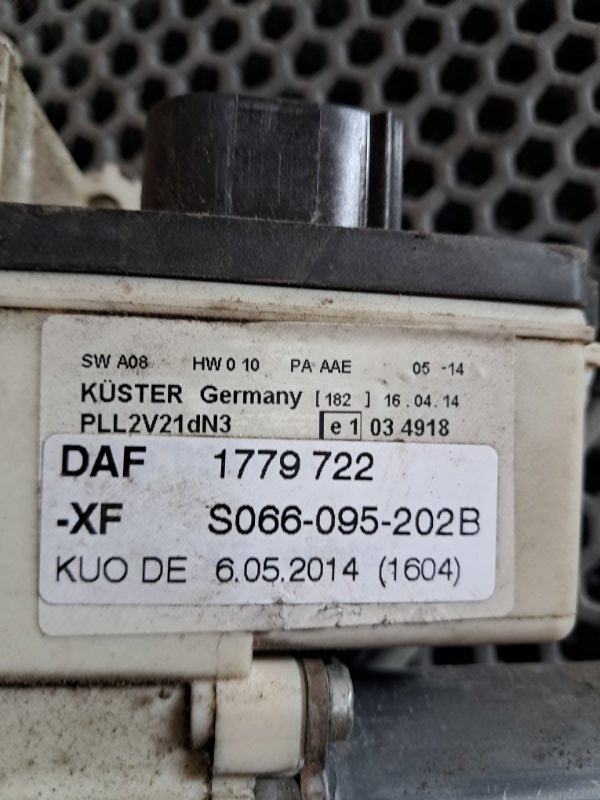 SW A08 HW 0 10 PA AAE 05 -14
KÜSTER Germany [ 182 ] 16.04.14
PLL2V21dN3 e 1 03 4918
DAF 1779 722
-XF S066-095-202B
KUO DE 6.05.2014 (1604)